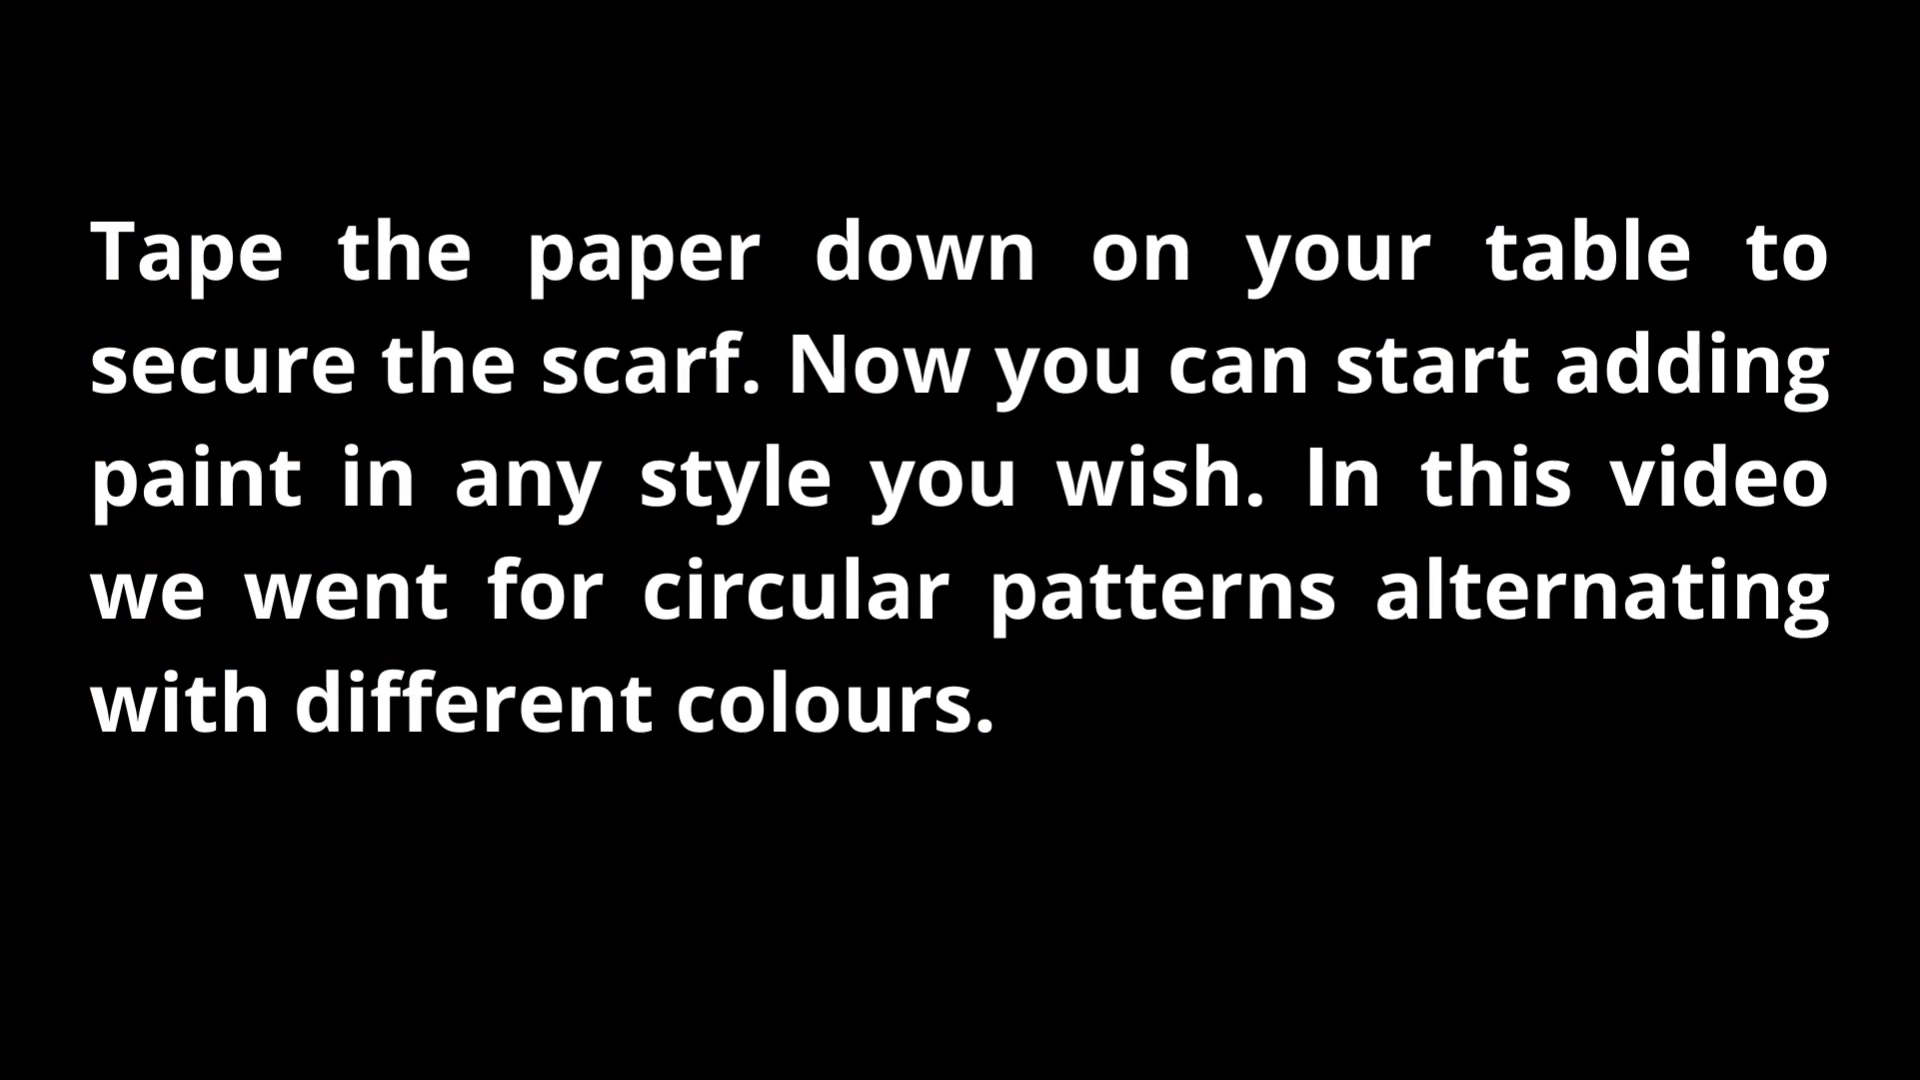 Tape the paper down on your table to
secure the scarf. Now you can start adding
paint in any style you wish. In this video
we went for circular patterns alternating
with different colours.